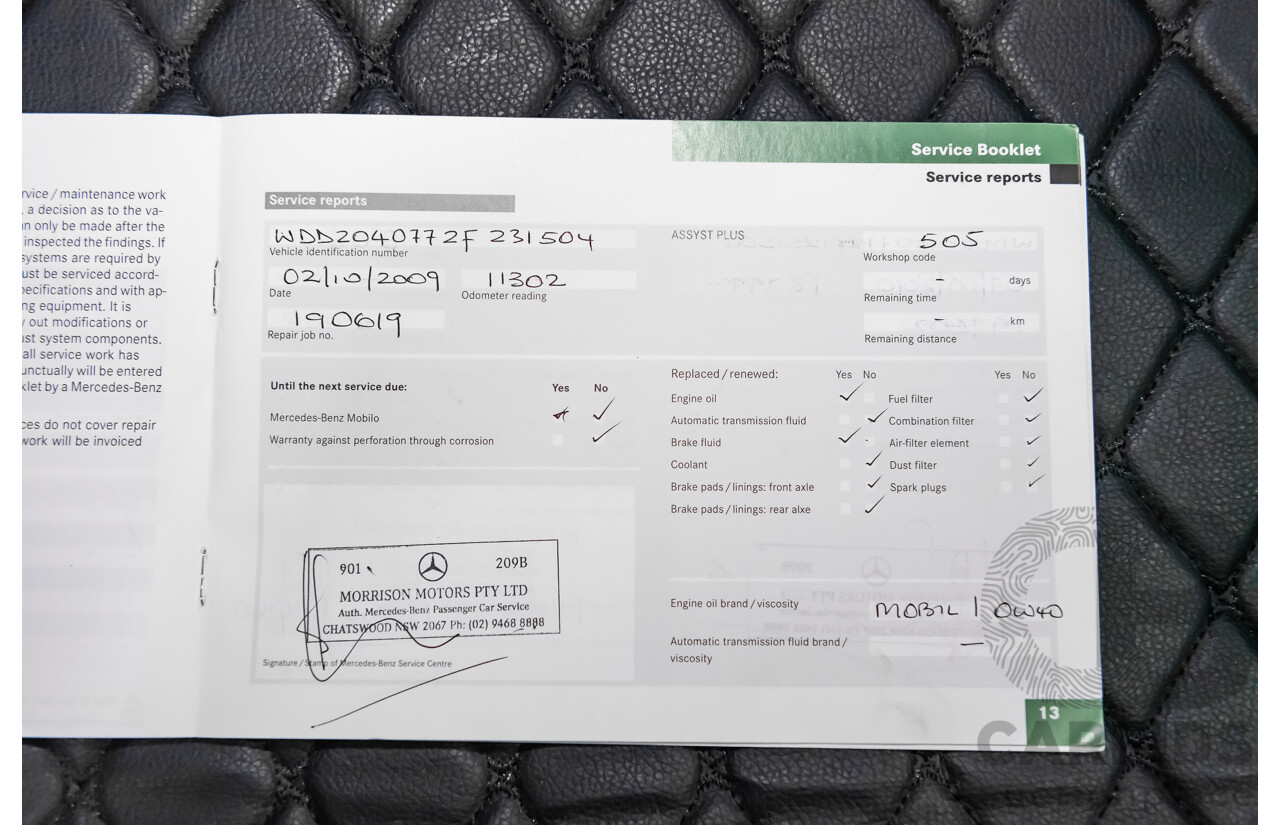 rvice / maintenance work
, a decision as to the va-
n only be made after the
inspected the findings. If
systems are required by
ust be serviced accord-
pecifications and with ap-
ng equipment. It is
y out modifications or
ust system components.
all service work has
unctually will be entered
klet by a Mercedes-Benz
ces do not cover repair
work will be invoiced
Service Booklet
Service reports
Service reports
WDD2040772F 231504
Vehicle identification number
02/10/2009 11302
Date Odometer reading
190619
Repair job no.
ASSYST PLUS 505
Workshop code
- days
Remaining time
- km
Remaining distance
Until the next service due: Yes No
Mercedes-Benz Mobilo ✓
Warranty against perforation through corrosion ✓
Replaced / renewed: Yes No Yes No
Engine oil ✓ Fuel filter ✓
Automatic transmission fluid ✓ Combination filter ✓
Brake fluid ✓ Air-filter element ✓
Coolant ✓ Dust filter ✓
Brake pads / linings: front axle ✓ Spark plugs ✓
Brake pads / linings: rear alxe ✓
901 209B
MORRISON MOTORS PTY LTD
Auth. Mercedes-Benz Passenger Car Service
CHATSWOOD NSW 2067 Ph: (02) 9468 8888
Signature / Stamp of Mercedes-Benz Service Centre
Engine oil brand / viscosity MOBIL 1 0W40
Automatic transmission fluid brand / —
viscosity
13